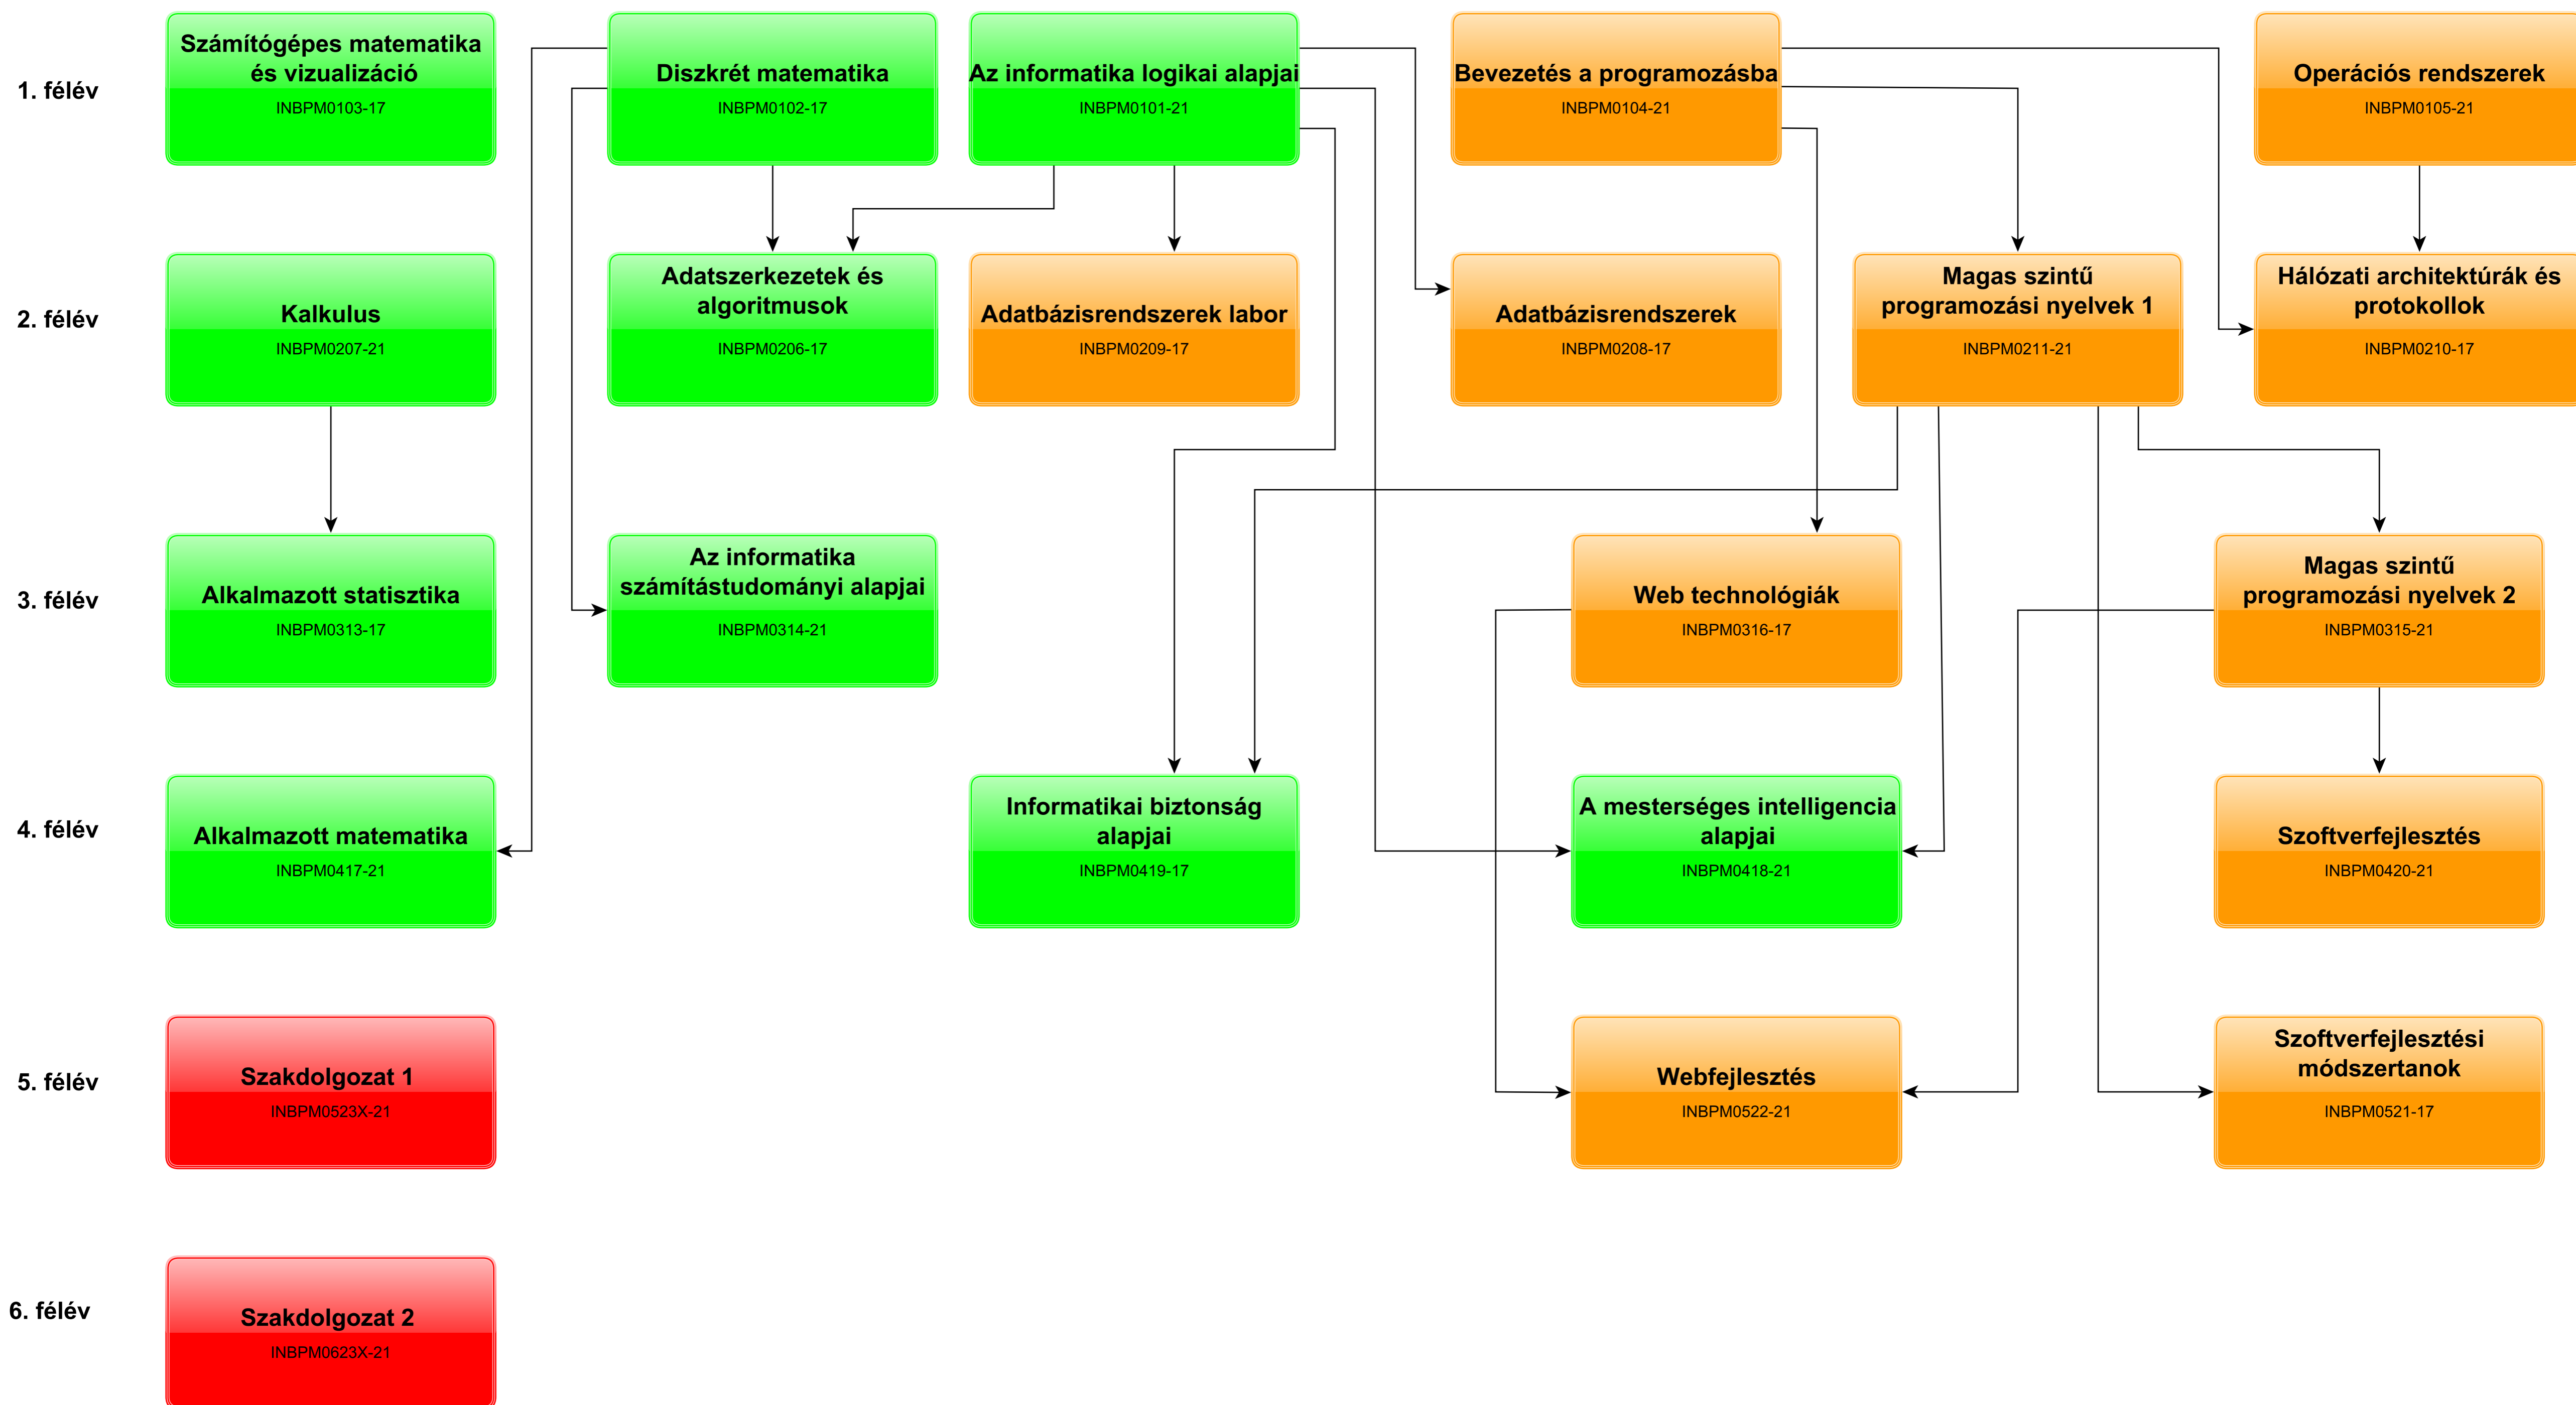 1. félév
Számítógépes matematika
és vizualizáció
INBPM0103-17
Diszkrét matematika
INBPM0102-17
Az informatika logikai alapjai
INBPM0101-21
Bevezetés a programozásba
INBPM0104-21
Operációs rendszerek
INBPM0105-21
2. félév
Kalkulus
INBPM0207-21
Adatszerkezetek és
algoritmusok
INBPM0206-17
Adatbázisrendszerek labor
INBPM0209-17
Adatbázisrendszerek
INBPM0208-17
Magas szintű
programozási nyelvek 1
INBPM0211-21
Hálózati architektúrák és
protokollok
INBPM0210-17
3. félév
Alkalmazott statisztika
INBPM0313-17
Az informatika
számítástudományi alapjai
INBPM0314-21
Web technológiák
INBPM0316-17
Magas szintű
programozási nyelvek 2
INBPM0315-21
4. félév
Alkalmazott matematika
INBPM0417-21
Informatikai biztonság
alapjai
INBPM0419-17
A mesterséges intelligencia
alapjai
INBPM0418-21
Szoftverfejlesztés
INBPM0420-21
5. félév
Szakdolgozat 1
INBPM0523X-21
Webfejlesztés
INBPM0522-21
Szoftverfejlesztési
módszertanok
INBPM0521-17
6. félév
Szakdolgozat 2
INBPM0623X-21